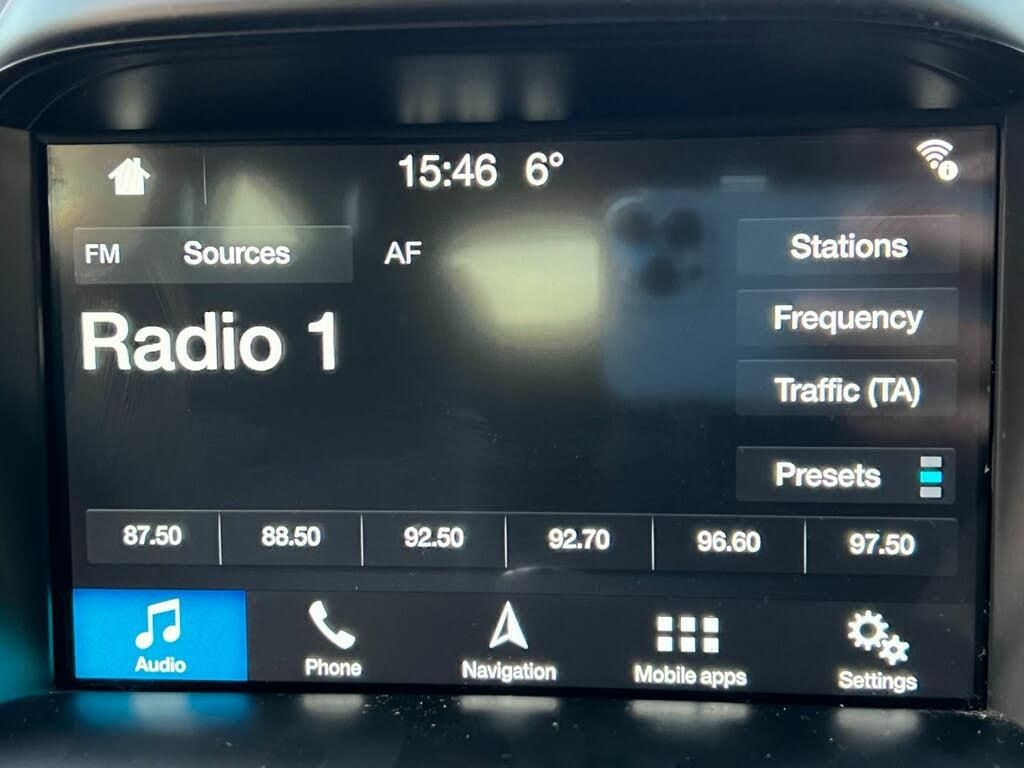 15:46 6°
FM Sources AF
Stations
Radio 1
Frequency
Traffic (TA)
Presets
87.50 88.50 92.50 92.70 96.60 97.50
Audio Phone Navigation Mobile apps Settings